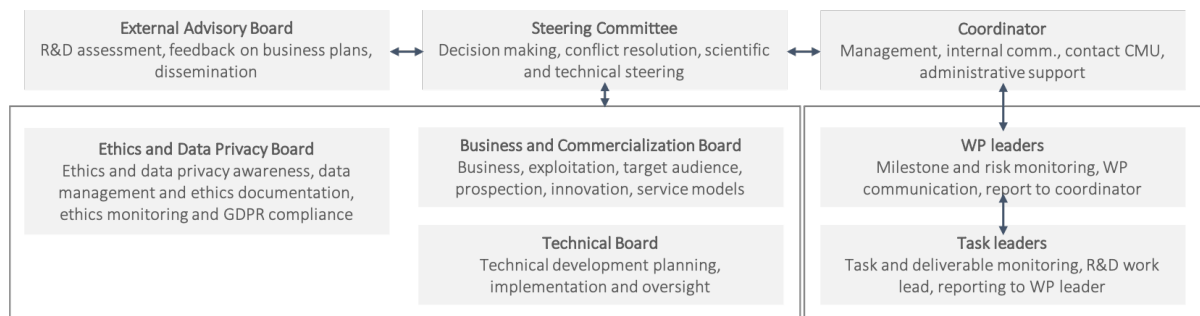 External Advisory Board
R&D assessment, feedback on business plans,
dissemination
Steering Committee
Decision making, conflict resolution, scientific
and technical steering
Coordinator
Management, internal comm., contact CMU,
administrative support
Ethics and Data Privacy Board
Ethics and data privacy awareness, data
management and ethics documentation,
ethics monitoring and GDPR compliance
Business and Commercialization Board
Business, exploitation, target audience,
prospection, innovation, service models
Technical Board
Technical development planning,
implementation and oversight
WP leaders
Milestone and risk monitoring, WP
communication, report to coordinator
Task leaders
Task and deliverable monitoring, R&D work
lead, reporting to WP leader